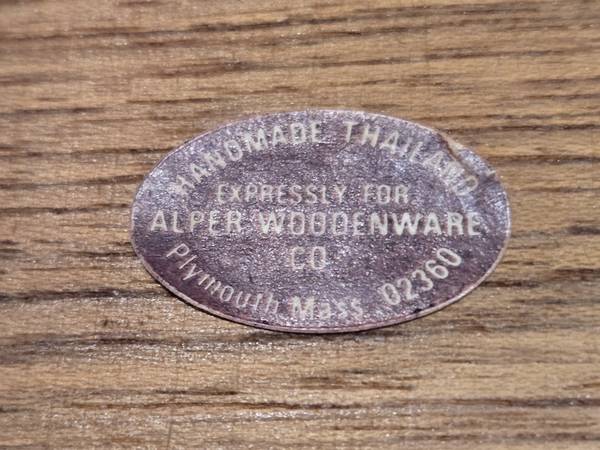 HANDMADE THAILAND
EXPRESSLY FOR
ALPER WOODENWARE
CO
Plymouth Mass 02360